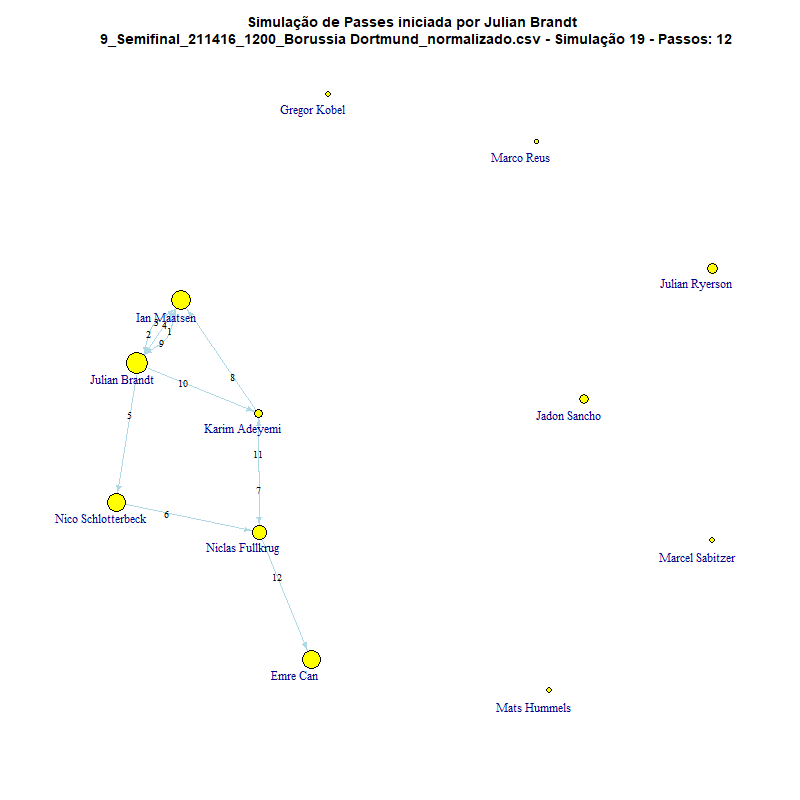 Simulação de Passes iniciada por Julian Brandt
9_Semifinal_211416_1200_Borussia Dortmund_normalizado.csv - Simulação 19 - Passos: 12
Gregor Kobel
Marco Reus
Julian Ryerson
Ian Maatsen
3
4
1
2
9
Julian Brandt
8
10
5
Karim Adeyemi
Jadon Sancho
11
7
Nico Schlotterbeck
6
Niclas Fullkrug
Marcel Sabitzer
12
Emre Can
Mats Hummels